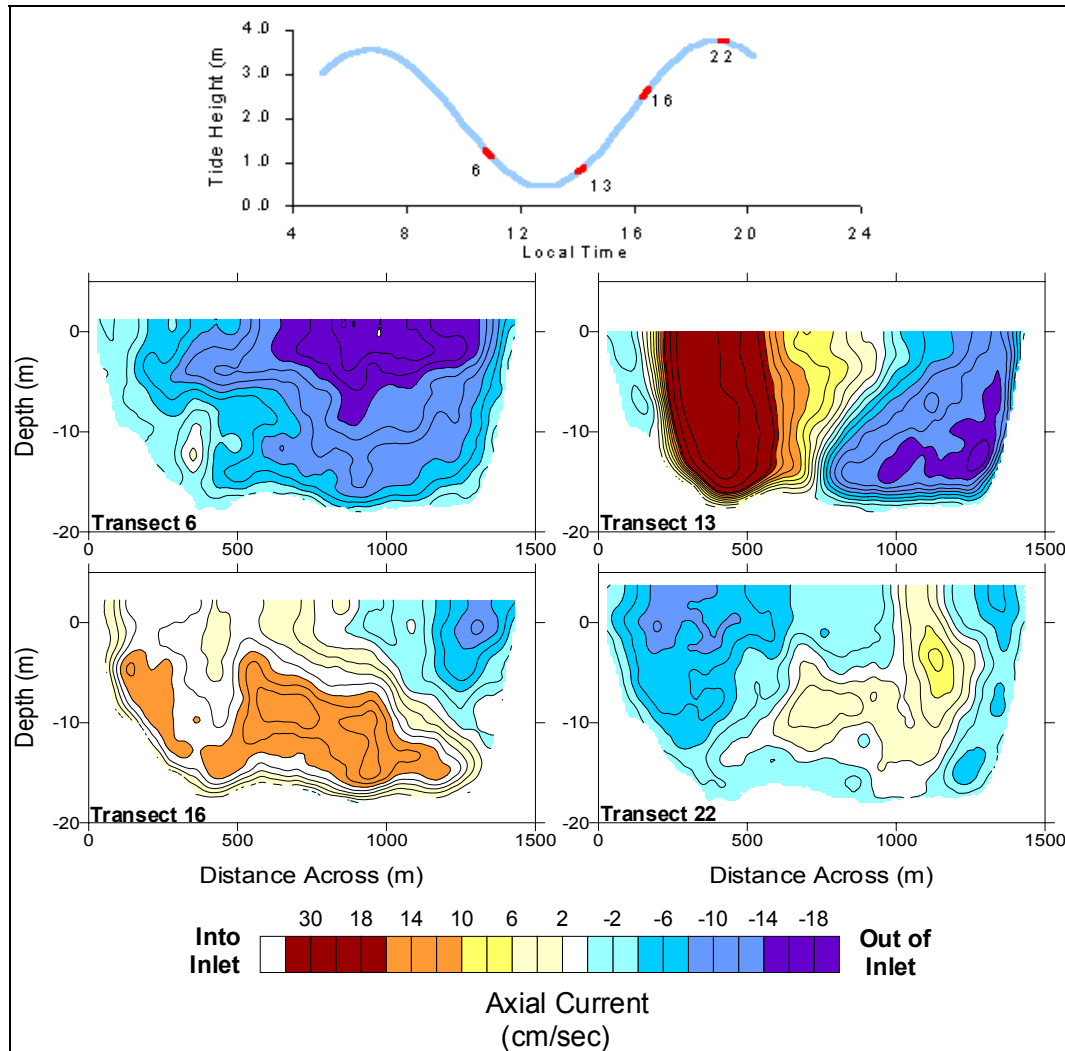 Tide Height (m
4.0
3.0
2.0
1.0
0.0
4
8
12
16
20
24
Local Time
6
13
16
22
Depth (m)
0
-10
-20
Transect 6
0
500
1000
1500
0
-10
-20
Transect 13
0
500
1000
1500
Depth (m)
0
-10
-20
Transect 16
0
500
1000
1500
Distance Across (m)
0
-10
-20
Transect 22
0
500
1000
1500
Distance Across (m)
30 18 14 10 6 2 -2 -6 -10 -14 -18
Into
Inlet
Out of
Inlet
Axial Current
(cm/sec)